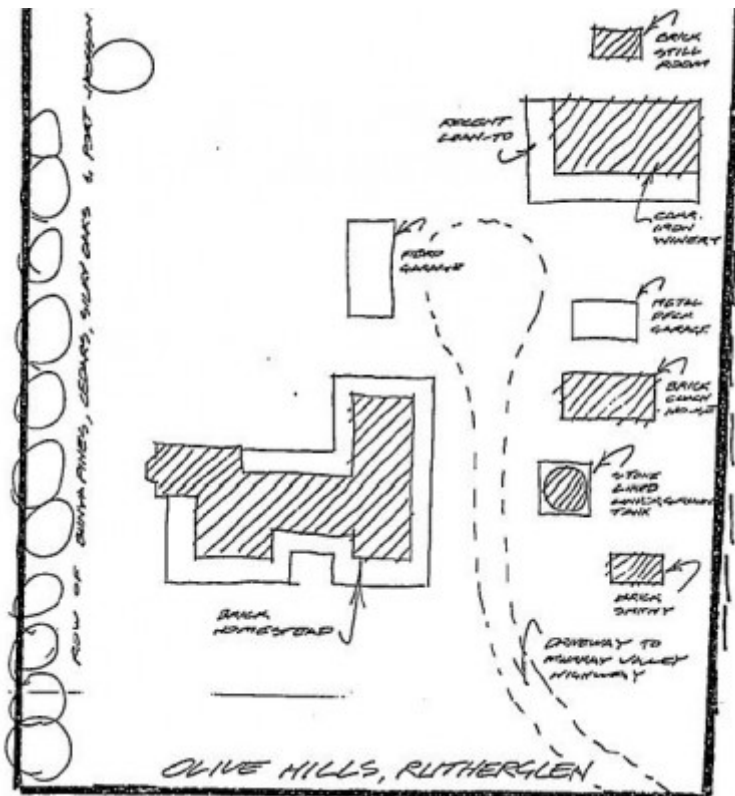 BRICK
STILL
ROOM
RECENT
LEAN-TO
CORR.
IRON
WINERY
FORD
GARAGE
METAL
DECK
GARAGE
BRICK
COACH
HOUSE
STONE
LINED
UNDERGROUND
TANK
BRICK
SMITHY
BRICK
HOMESTEAD
DRIVEWAY TO
MURRAY VALLEY
HIGHWAY
ROW OF BUNYA PINES, CEDARS, SILKY OAKS & PORT JACKSON
OLIVE HILLS, RUTHERGLEN